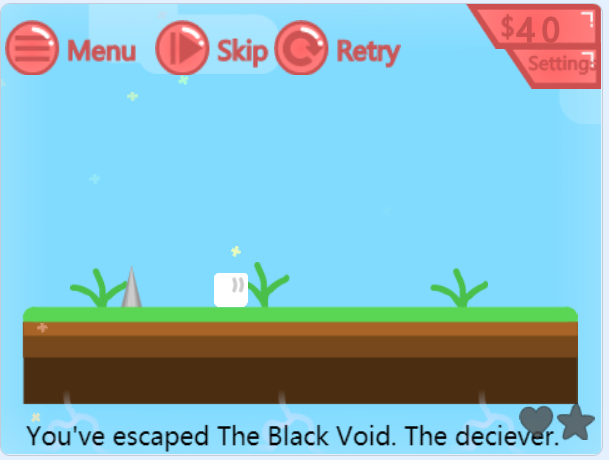 Menu Skip Retry $40
Settings
You've escaped The Black Void. The deciever.